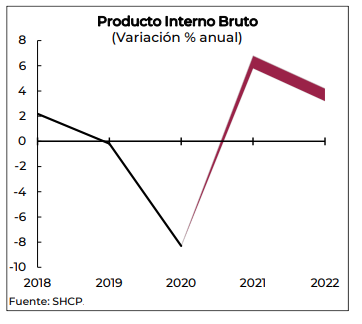 Producto Interno Bruto
(Variación % anual)
8
6
4
2
0
-2
-4
-6
-8
-10
2018 2019 2020 2021 2022
Fuente: SHCP.